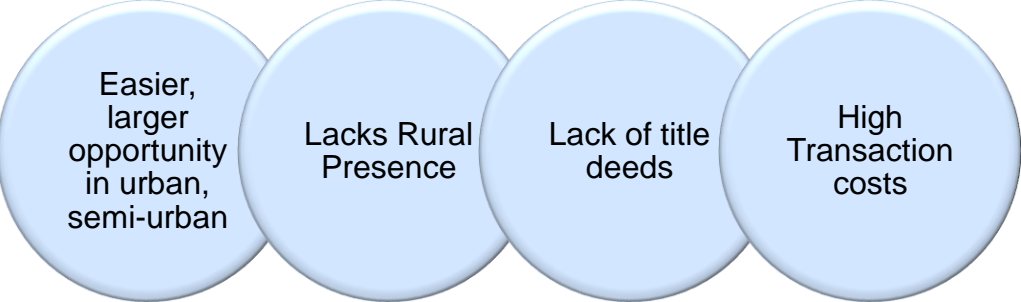 Easier,
larger
opportunity
in urban,
semi-urban
Lacks Rural
Presence
Lack of title
deeds
High
Transaction
costs